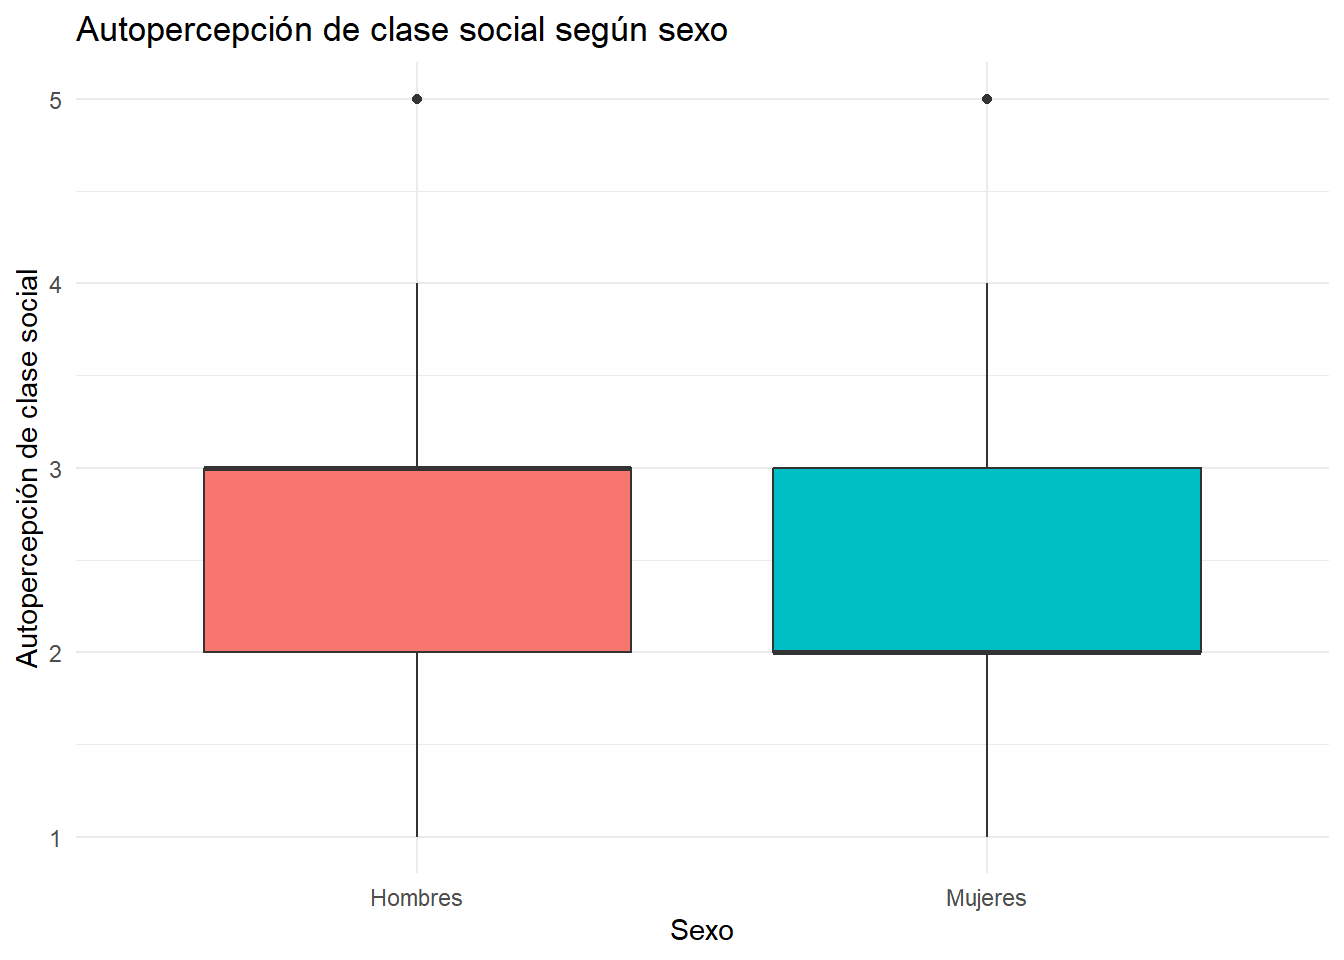 Autopercepción de clase social según sexo
Autopercepción de clase social
5
4
3
2
1
Hombres
Mujeres
Sexo